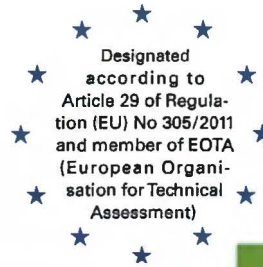 Designated
according to
Article 29 of Regula-
tion (EU) No 305/2011
and member of EOTA
(European Organi-
sation for Technical
Assessment)